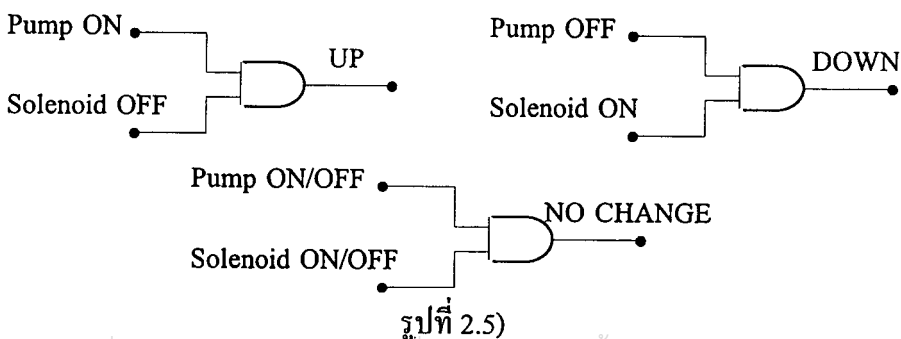 Pump ON
UP
Solenoid OFF
Pump OFF
DOWN
Solenoid ON
Pump ON/OFF
NO CHANGE
Solenoid ON/OFF
รูปที่ 2.5)